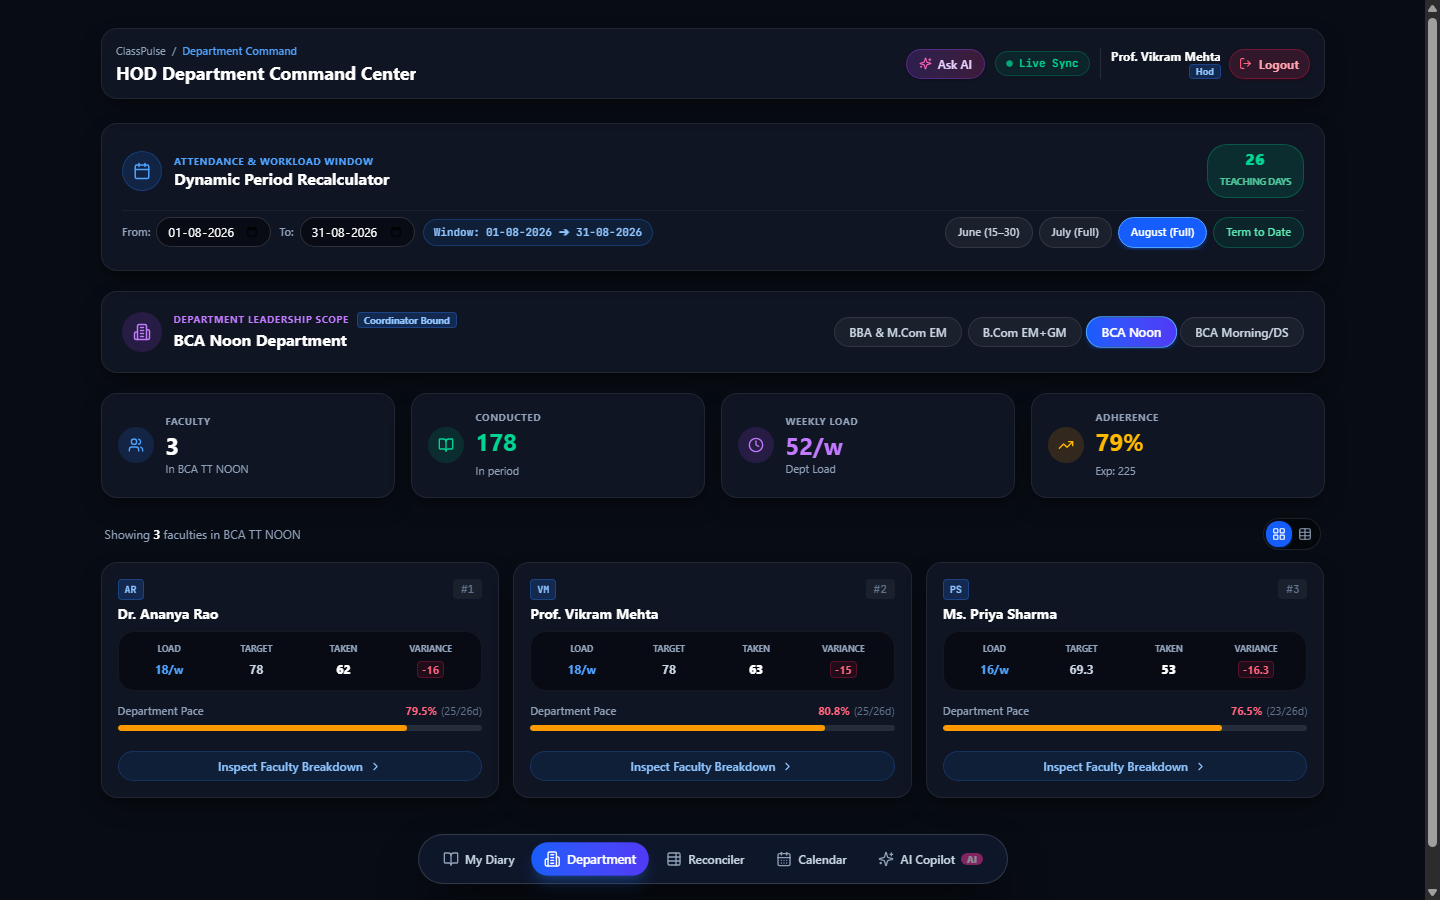 ClassPulse / Department Command
HOD Department Command Center
Ask AI
Live Sync
Prof. Vikram Mehta
Hod
Logout
ATTENDANCE & WORKLOAD WINDOW
Dynamic Period Recalculator
26
TEACHING DAYS
From: 01-08-2026 To: 31-08-2026 Window: 01-08-2026 ➔ 31-08-2026
June (15–30) July (Full) August (Full) Term to Date
DEPARTMENT LEADERSHIP SCOPE Coordinator Bound
BCA Noon Department
BBA & M.Com EM B.Com EM+GM BCA Noon BCA Morning/DS
FACULTY
3
In BCA TT NOON
CONDUCTED
178
In period
WEEKLY LOAD
52/w
Dept Load
ADHERENCE
79%
Exp: 225
Showing 3 faculties in BCA TT NOON
AR #1
Dr. Ananya Rao
LOAD TARGET TAKEN VARIANCE
18/w 78 62 -16
Department Pace 79.5% (25/26d)
Inspect Faculty Breakdown
VM #2
Prof. Vikram Mehta
LOAD TARGET TAKEN VARIANCE
18/w 78 63 -15
Department Pace 80.8% (25/26d)
Inspect Faculty Breakdown
PS #3
Ms. Priya Sharma
LOAD TARGET TAKEN VARIANCE
16/w 69.3 53 -16.3
Department Pace 76.5% (23/26d)
Inspect Faculty Breakdown
My Diary Department Reconciler Calendar AI Copilot AI